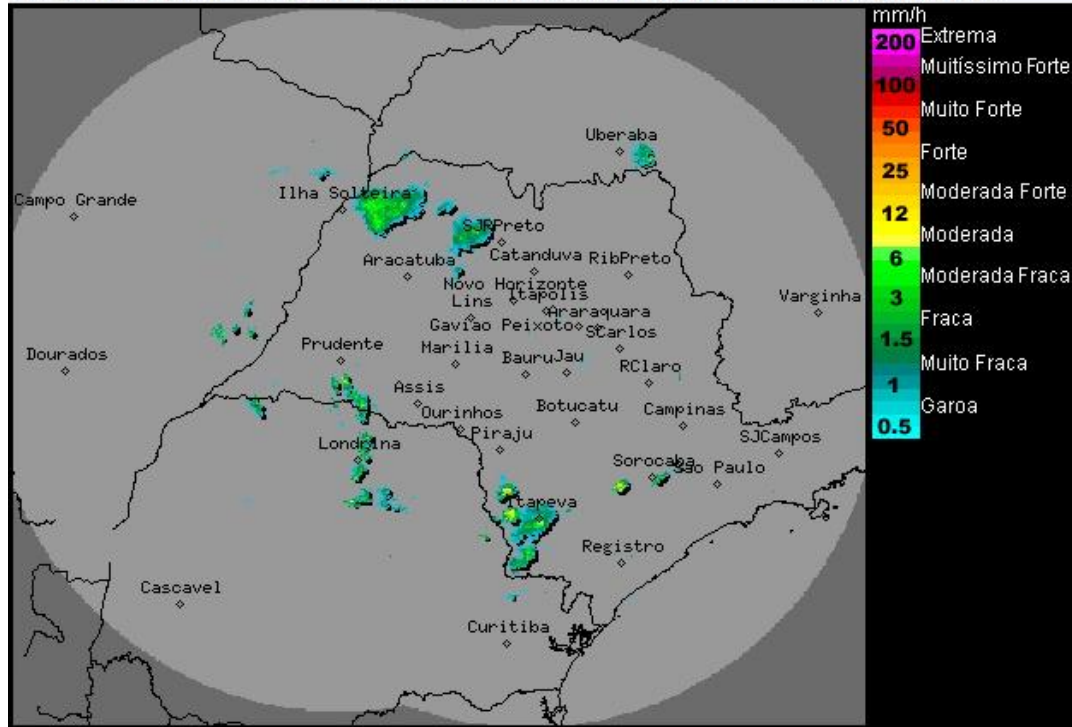 mm/h
200 Extrema
Muitíssimo Forte
100
Muito Forte
50
Forte
25
Moderada Forte
12
Moderada
6
Moderada Fraca
3
Fraca
1.5
Muito Fraca
1
Garoa
0.5
Uberaba
Ilha Solteira
Campo Grande
SJRPreto
Aracatuba
Catanduva
RibPreto
Novo Horizonte
Itapolis
Lins
Araraquara
Varginha
Gaviao Peixoto
SCarlos
Dourados
Prudente
Marilia
Bauru
Jau
RClaro
Assis
Ourinhos
Botucatu
Campinas
Piraju
SJCampos
Londrina
Sorocaba
Sao Paulo
Itapeva
Registro
Cascavel
Curitiba